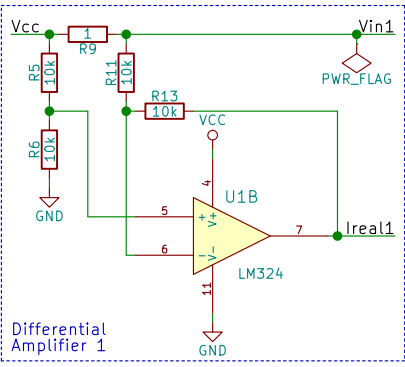 Vcc
1
R9
Vin1
R5
10k
R11
10k
PWR_FLAG
R13
10k
VCC
R6
10k
GND
4
U1B
5
+
V+
7
Ireal1
6
-
V-
LM324
11
GND
Differential
Amplifier 1